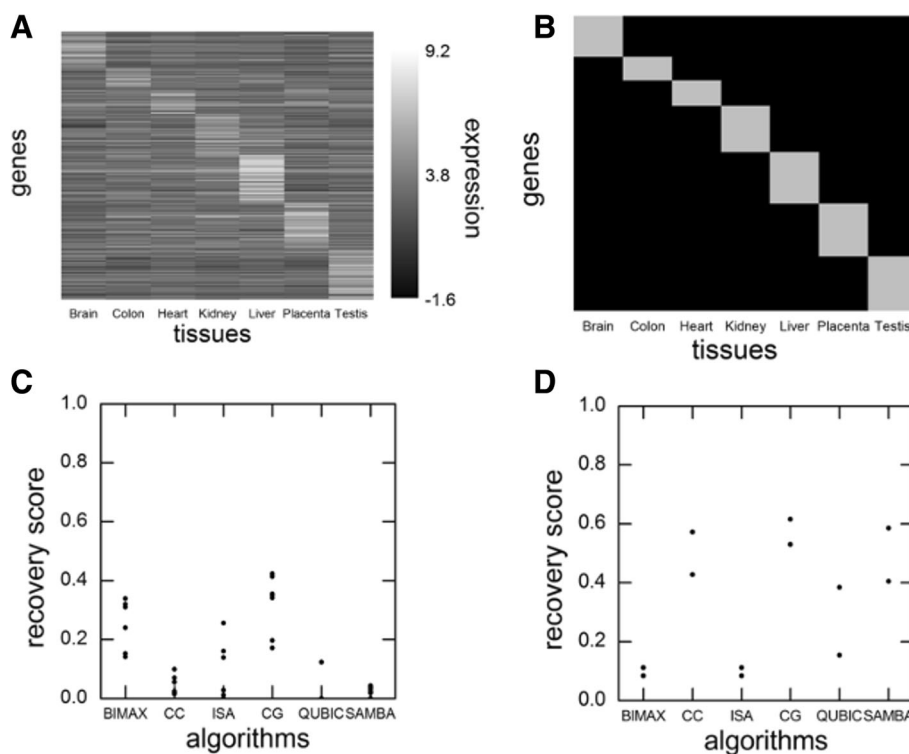 A
genes
9.2
3.8
-1.6
expression
Brain Colon Heart Kidney Liver Placenta Testis
tissues
B
genes
Brain Colon Heart Kidney Liver Placenta Testis
tissues
C
recovery score
1.0
0.8
0.6
0.4
0.2
0.0
BIMAX CC ISA CG QUBIC SAMBA
algorithms
D
recovery score
1.0
0.8
0.6
0.4
0.2
0.0
BIMAX CC ISA CG QUBIC SAMBA
algorithms